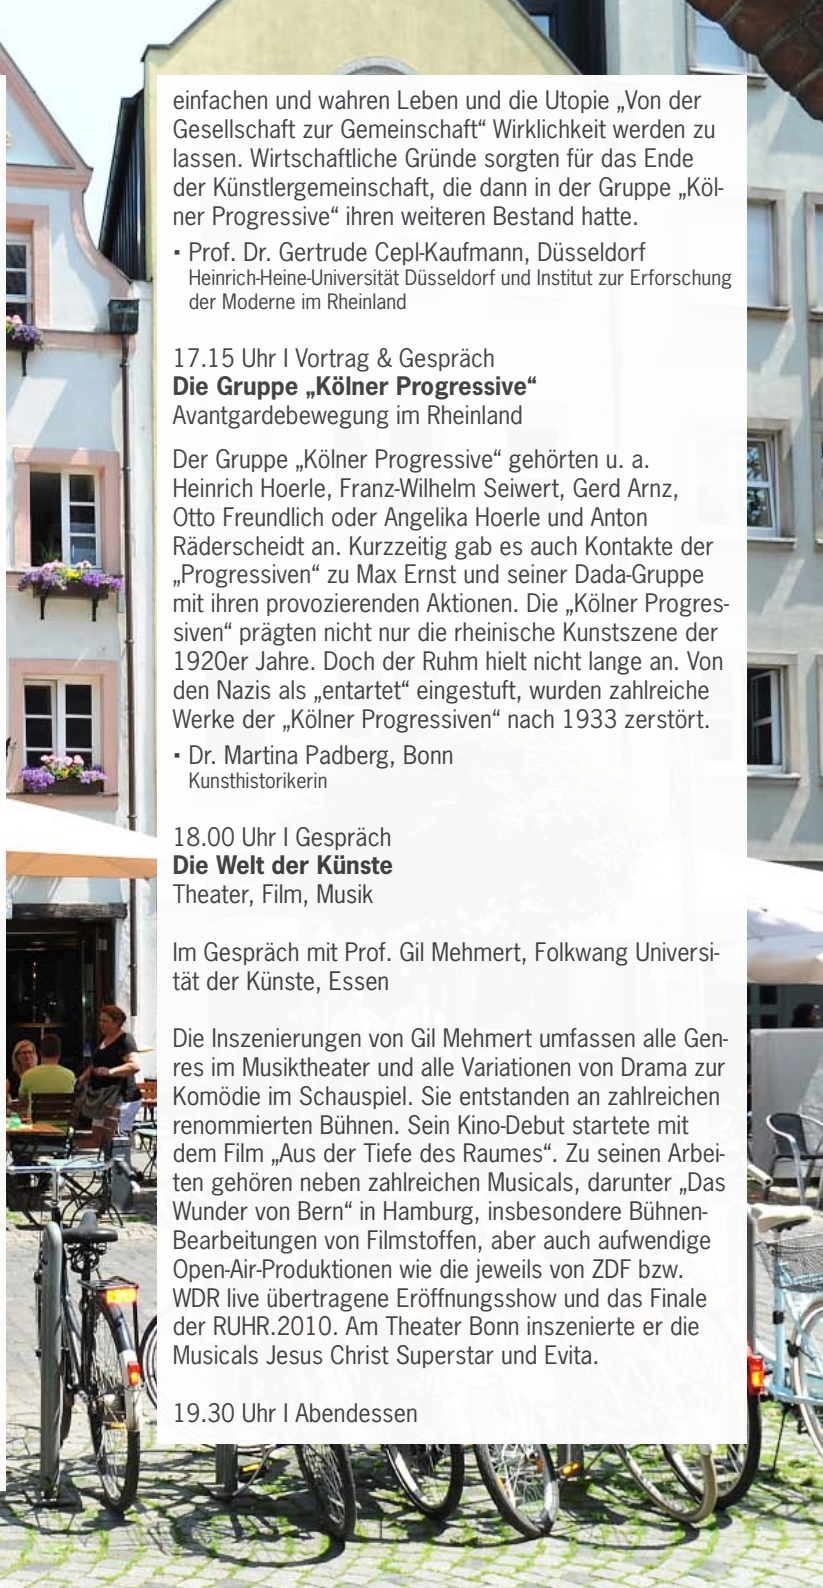 einfachen und wahren Leben und die Utopie „Von der
Gesellschaft zur Gemeinschaft“ Wirklichkeit werden zu
lassen. Wirtschaftliche Gründe sorgten für das Ende
der Künstlergemeinschaft, die dann in der Gruppe „Köl-
ner Progressive“ ihren weiteren Bestand hatte.
· Prof. Dr. Gertrude Cepl-Kaufmann, Düsseldorf
Heinrich-Heine-Universität Düsseldorf und Institut zur Erforschung
der Moderne im Rheinland
17.15 Uhr I Vortrag & Gespräch
Die Gruppe „Kölner Progressive“
Avantgardebewegung im Rheinland
Der Gruppe „Kölner Progressive“ gehörten u. a.
Heinrich Hoerle, Franz-Wilhelm Seiwert, Gerd Arnz,
Otto Freundlich oder Angelika Hoerle und Anton
Räderscheidt an. Kurzzeitig gab es auch Kontakte der
„Progressiven“ zu Max Ernst und seiner Dada-Gruppe
mit ihren provozierenden Aktionen. Die „Kölner Progres-
siven“ prägten nicht nur die rheinische Kunstszene der
1920er Jahre. Doch der Ruhm hielt nicht lange an. Von
den Nazis als „entartet“ eingestuft, wurden zahlreiche
Werke der „Kölner Progressiven“ nach 1933 zerstört.
· Dr. Martina Padberg, Bonn
Kunsthistorikerin
18.00 Uhr I Gespräch
Die Welt der Künste
Theater, Film, Musik
Im Gespräch mit Prof. Gil Mehmert, Folkwang Universi-
tät der Künste, Essen
Die Inszenierungen von Gil Mehmert umfassen alle Gen-
res im Musiktheater und alle Variationen von Drama zur
Komödie im Schauspiel. Sie entstanden an zahlreichen
renommierten Bühnen. Sein Kino-Debut startete mit
dem Film „Aus der Tiefe des Raumes“. Zu seinen Arbei-
ten gehören neben zahlreichen Musicals, darunter „Das
Wunder von Bern“ in Hamburg, insbesondere Bühnen-
Bearbeitungen von Filmstoffen, aber auch aufwendige
Open-Air-Produktionen wie die jeweils von ZDF bzw.
WDR live übertragene Eröffnungsshow und das Finale
der RUHR.2010. Am Theater Bonn inszenierte er die
Musicals Jesus Christ Superstar und Evita.
19.30 Uhr I Abendessen